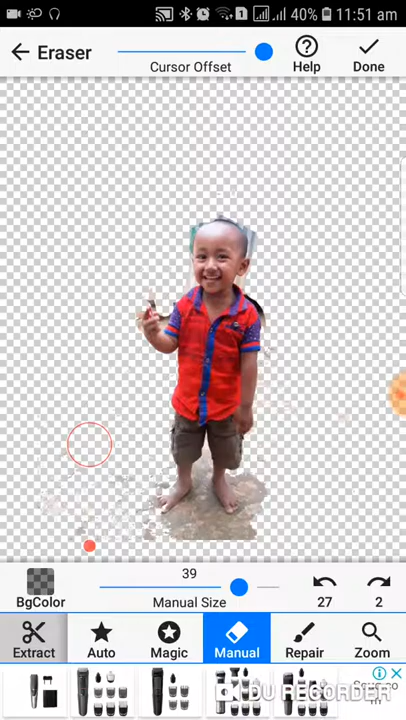 40% 11:51 am
Eraser
Cursor Offset
Help
Done
39
BgColor
Manual Size
27
2
Extract
Auto
Magic
Manual
Repair
Zoom
DU RECORDER